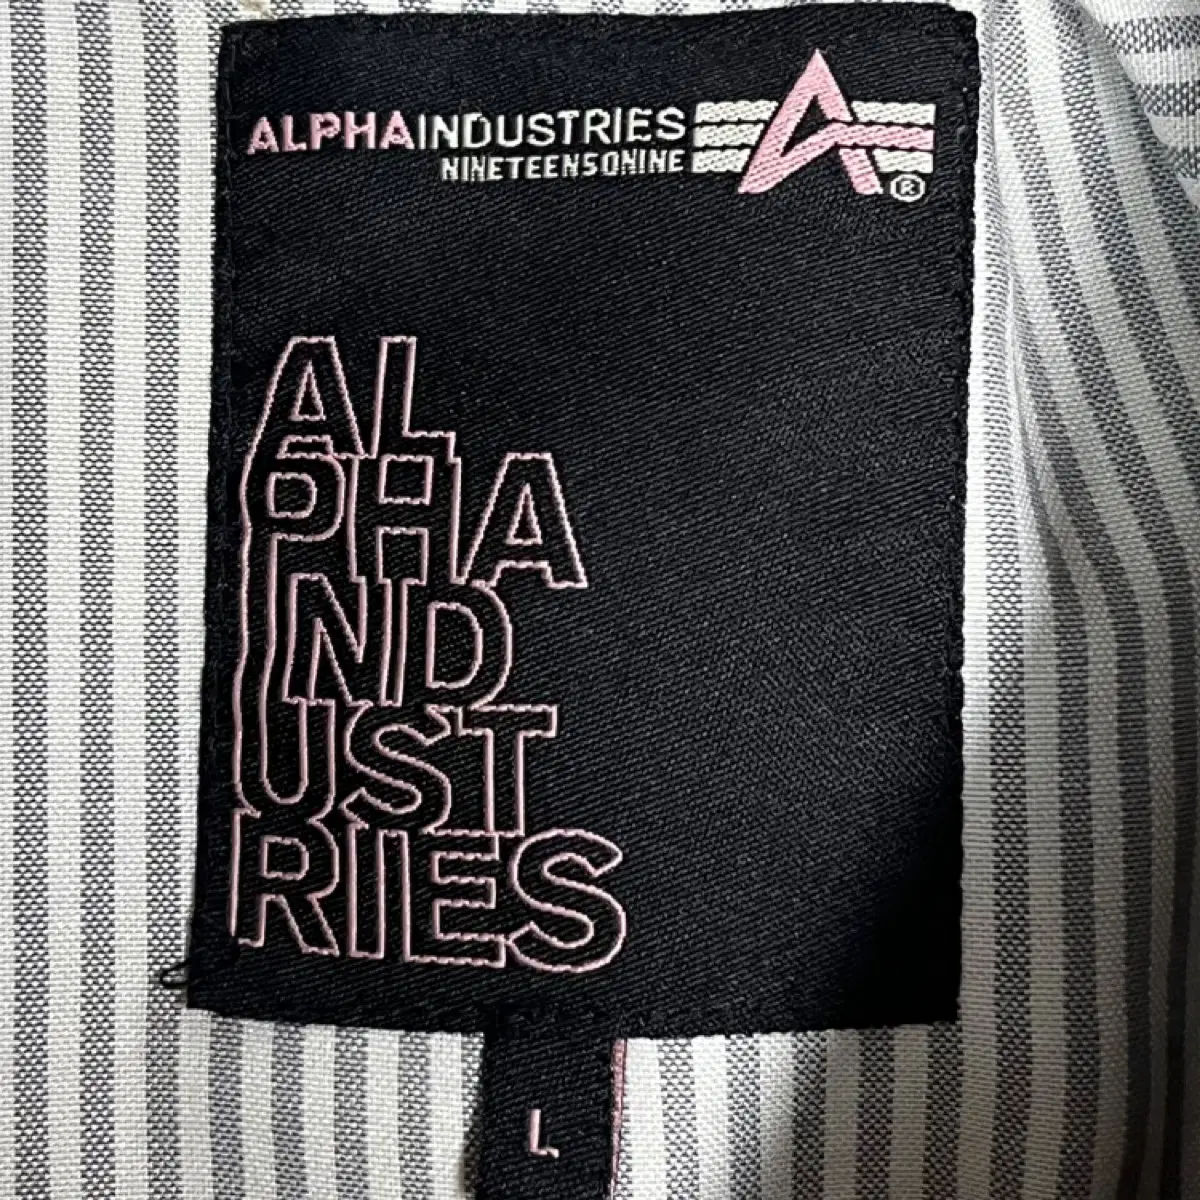 ALPHAINDUSTRIES
NINETEENSONINE
®
AL
PHA
IND
UST
RIES
L